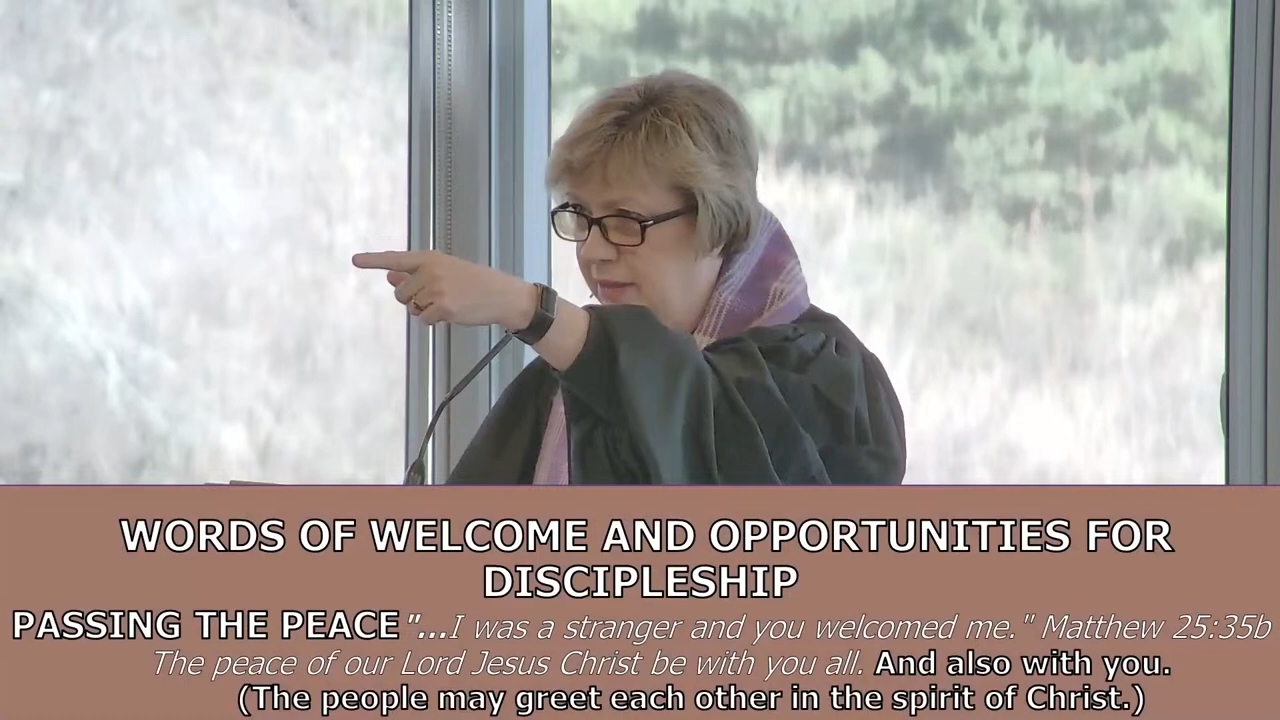 WORDS OF WELCOME AND OPPORTUNITIES FOR
DISCIPLESHIP
PASSING THE PEACE "...I was a stranger and you welcomed me." Matthew 25:35b
The peace of our Lord Jesus Christ be with you all. And also with you.
(The people may greet each other in the spirit of Christ.)